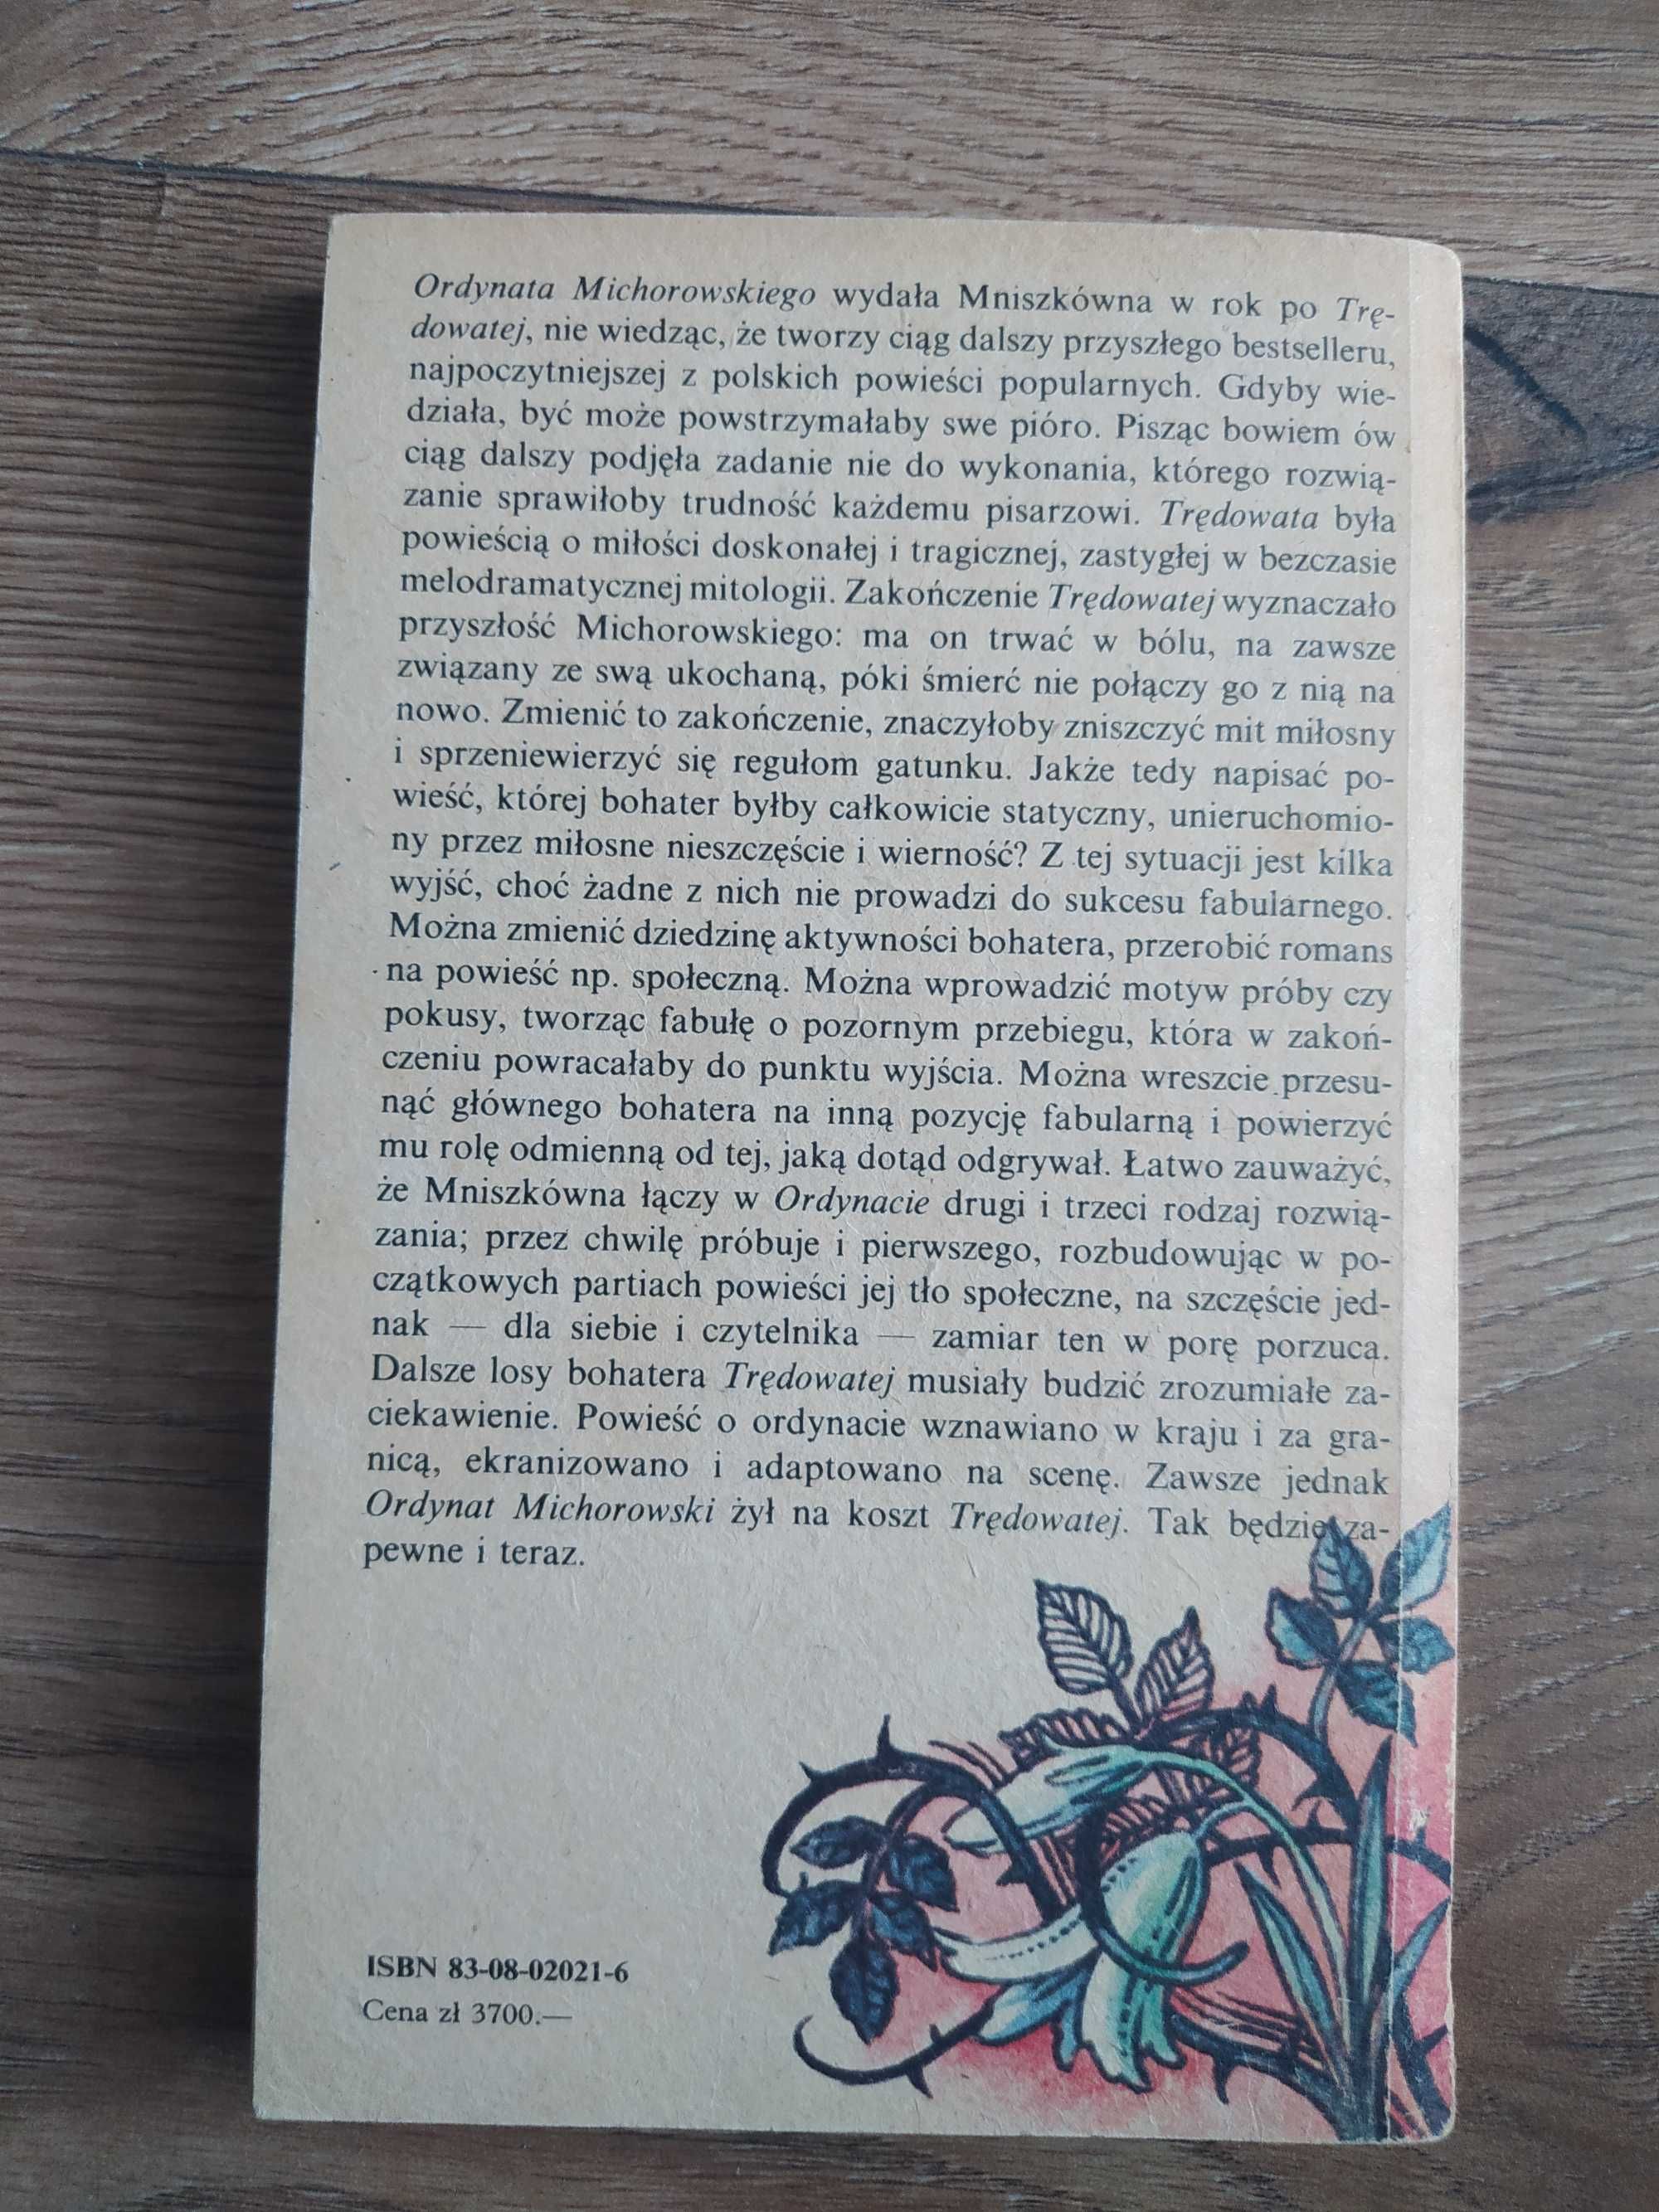 Ordynata Michorowskiego wydała Mniszkówna w rok po Trę-
dowatej, nie wiedząc, że tworzy ciąg dalszy przyszłego bestselleru,
najpoczytniejszej z polskich powieści popularnych. Gdyby wie-
działa, być może powstrzymałaby swe pióro. Pisząc bowiem ów
ciąg dalszy podjęła zadanie nie do wykonania, którego rozwią-
zanie sprawiłoby trudność każdemu pisarzowi. Trędowata była
powieścią o miłości doskonałej i tragicznej, zastygłej w bezczasie
melodramatycznej mitologii. Zakończenie Trędowatej wyznaczało
przyszłość Michorowskiego: ma on trwać w bólu, na zawsze
związany ze swą ukochaną, póki śmierć nie połączy go z nią na
nowo. Zmienić to zakończenie, znaczyłoby zniszczyć mit miłosny
i sprzeniewierzyć się regułom gatunku. Jakże tedy napisać po-
wieść, której bohater byłby całkowicie statyczny, unieruchomio-
ny przez miłosne nieszczęście i wierność? Z tej sytuacji jest kilka
wyjść, choć żadne z nich nie prowadzi do sukcesu fabularnego.
Można zmienić dziedzinę aktywności bohatera, przerobić romans
na powieść np. społeczną. Można wprowadzić motyw próby czy
pokusy, tworząc fabułę o pozornym przebiegu, która w zakoń-
czeniu powracałaby do punktu wyjścia. Można wreszcie przesu-
nąć głównego bohatera na inną pozycję fabularną i powierzyć
mu rolę odmienną od tej, jaką dotąd odgrywał. Łatwo zauważyć,
że Mniszkówna łączy w Ordynacie drugi i trzeci rodzaj rozwią-
zania; przez chwilę próbuje i pierwszego, rozbudowując w po-
czątkowych partiach powieści jej tło społeczne, na szczęście jed-
nak — dla siebie i czytelnika — zamiar ten w porę porzuca.
Dalsze losy bohatera Trędowatej musiały budzić zrozumiałe za-
ciekawienie. Powieść o ordynacie wznawiano w kraju i za gra-
nicą, ekranizowano i adaptowano na scenę. Zawsze jednak
Ordynat Michorowski żył na koszt Trędowatej. Tak będzie za-
pewne i teraz.
ISBN 83-08-02021-6
Cena zł 3700.—